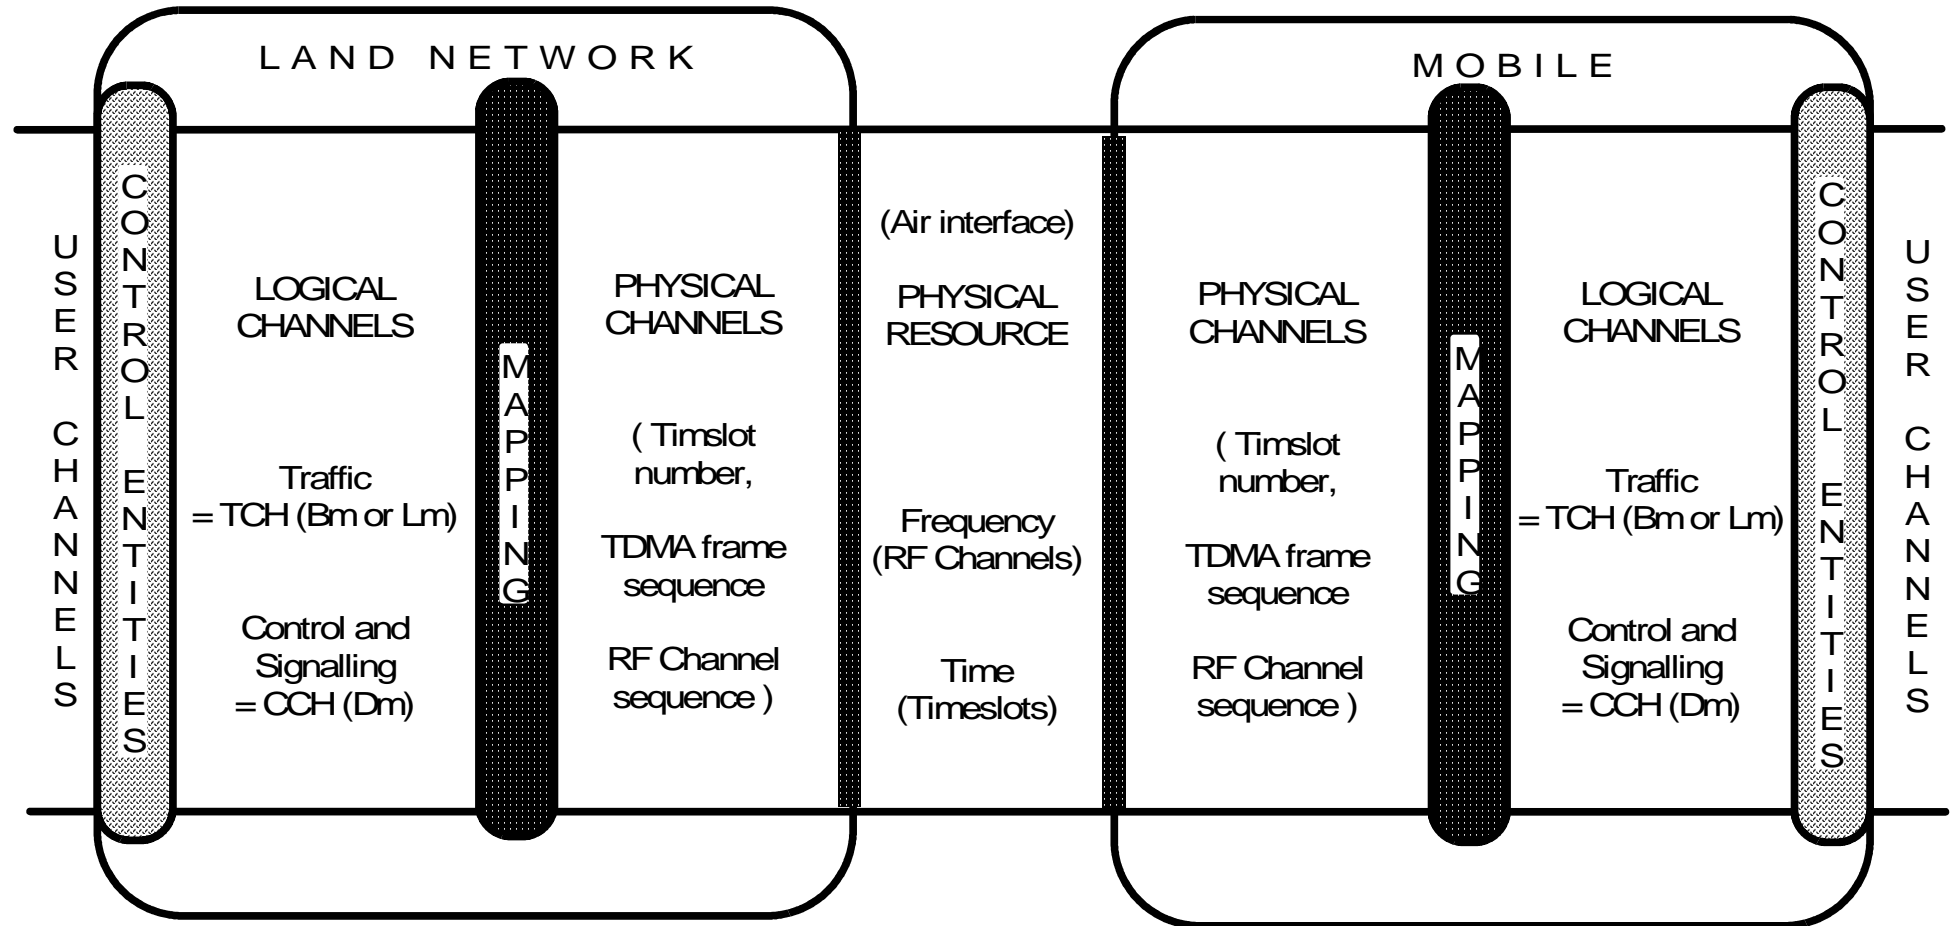 LAND NETWORK
MOBILE
USER CHANNELS
CONTROL ENTITIES
LOGICAL
CHANNELS
Traffic
= TCH (Bm or Lm)
Control and
Signalling
= CCH (Dm)
MAPPING
PHYSICAL
CHANNELS
( Timslot
number,
TDMA frame
sequence
RF Channel
sequence )
(Air interface)
PHYSICAL
RESOURCE
Frequency
(RF Channels)
Time
(Timeslots)
PHYSICAL
CHANNELS
( Timslot
number,
TDMA frame
sequence
RF Channel
sequence )
MAPPING
LOGICAL
CHANNELS
Traffic
= TCH (Bm or Lm)
Control and
Signalling
= CCH (Dm)
CONTROL ENTITIES
USER CHANNELS